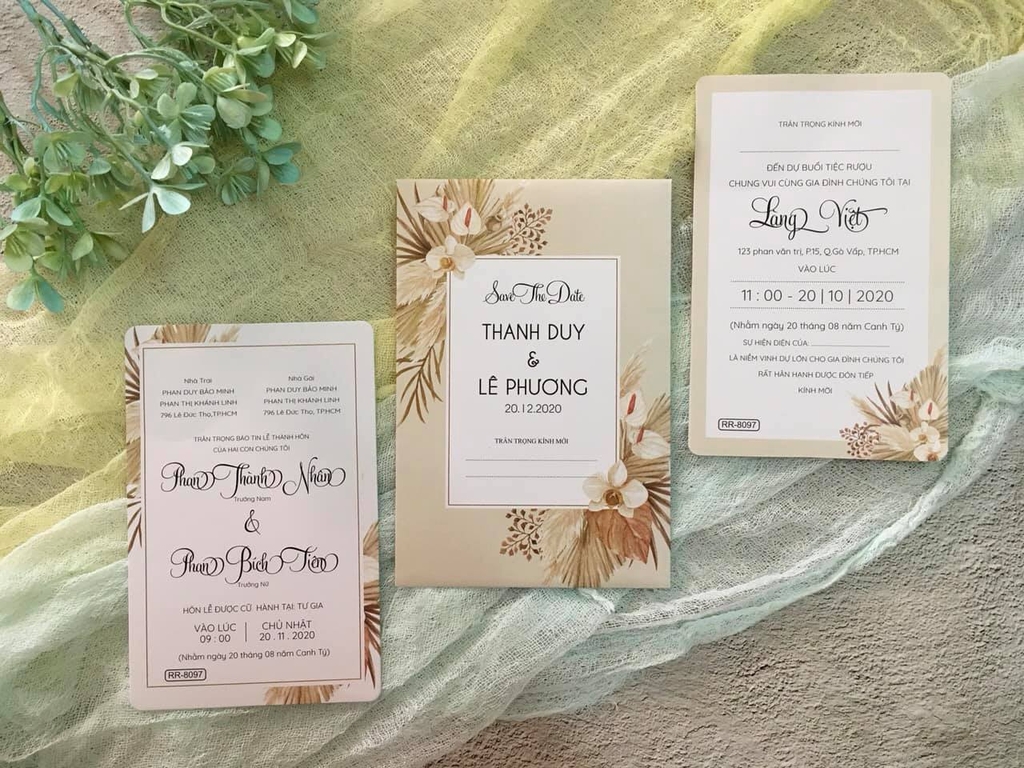 Nhà Trai
PHAN DUY BẢO MINH
PHAN THỊ KHÁNH LINH
796 Lê Đức Thọ,TP.HCM
Nhà Gái
PHAN DUY BẢO MINH
PHAN THỊ KHÁNH LINH
796 Lê Đức Thọ, TP.HCM
TRÂN TRỌNG BÁO TIN LỄ THÀNH HÔN
CỦA HAI CON CHÚNG TÔI
Phan Thành Nhân
Trưởng Nam
&
Phan Bích Tiên
Trưởng Nữ
HÔN LỄ ĐƯỢC CỬ HÀNH TẠI: TƯ GIA
VÀO LÚC
09 : 00
CHỦ NHẬT
20 . 11 . 2020
(Nhằm ngày 20 tháng 08 năm Canh Tý)
RR-8097
Save The Date
THANH DUY
&
LÊ PHƯƠNG
20.12.2020
TRÂN TRỌNG KÍNH MỜI
TRÂN TRỌNG KÍNH MỜI
ĐẾN DỰ BUỔI TIỆC RƯỢU
CHUNG VUI CÙNG GIA ĐÌNH CHÚNG TÔI TẠI
Làng Việt
123 phan văn trị, P.15, Q.Gò Vấp, TP.HCM
VÀO LÚC
11 : 00 - 20 | 10 | 2020
(Nhằm ngày 20 tháng 08 năm Canh Tý)
SỰ HIỆN DIỆN CỦA:
LÀ NIỀM VINH DỰ LỚN CHO GIA ĐÌNH CHÚNG TÔI
RẤT HÂN HẠNH ĐƯỢC ĐÓN TIẾP
KÍNH MỜI
RR-8097